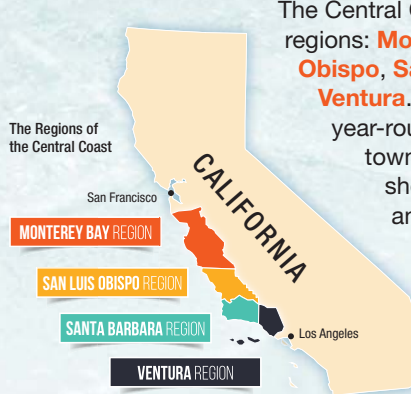 The Central
regions:
Obispo,
Ventura.
town
The Regions of
the Central Coast
CALIFORNIA
San Francisco
MONTEREY BAY REGION
SAN LUIS OBISPO REGION
SANTA BARBARA REGION
VENTURA REGION
Los Angeles